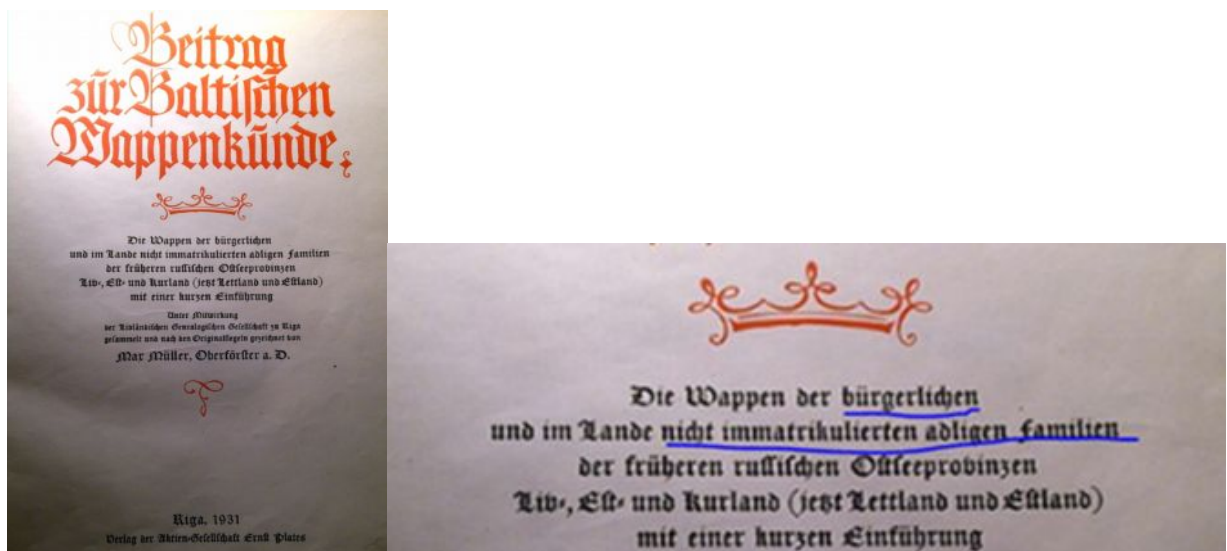 Beitrag
zur Baltischen
Wappenkunde.
Die Wappen der bürgerlichen
und im Lande nicht immatrikulierten adligen Familien
der früheren russischen Ostseeprovinzen
Liv-, Est- und Kurland (jetzt Lettland und Estland)
mit einer kurzen Einführung
Unter Mitwirkung
der Livländischen Genealogischen Gesellschaft zu Riga
gesammelt und nach den Originalsiegeln gezeichnet von
Max Müller, Oberförster a. D.
Riga, 1931
Verlag der Aktien-Gesellschaft Ernst Plates
Die Wappen der bürgerlichen
und im Lande nicht immatrikulierten adligen Familien
der früheren russischen Ostseeprovinzen
Liv-, Est- und Kurland (jetzt Lettland und Estland)
mit einer kurzen Einführung